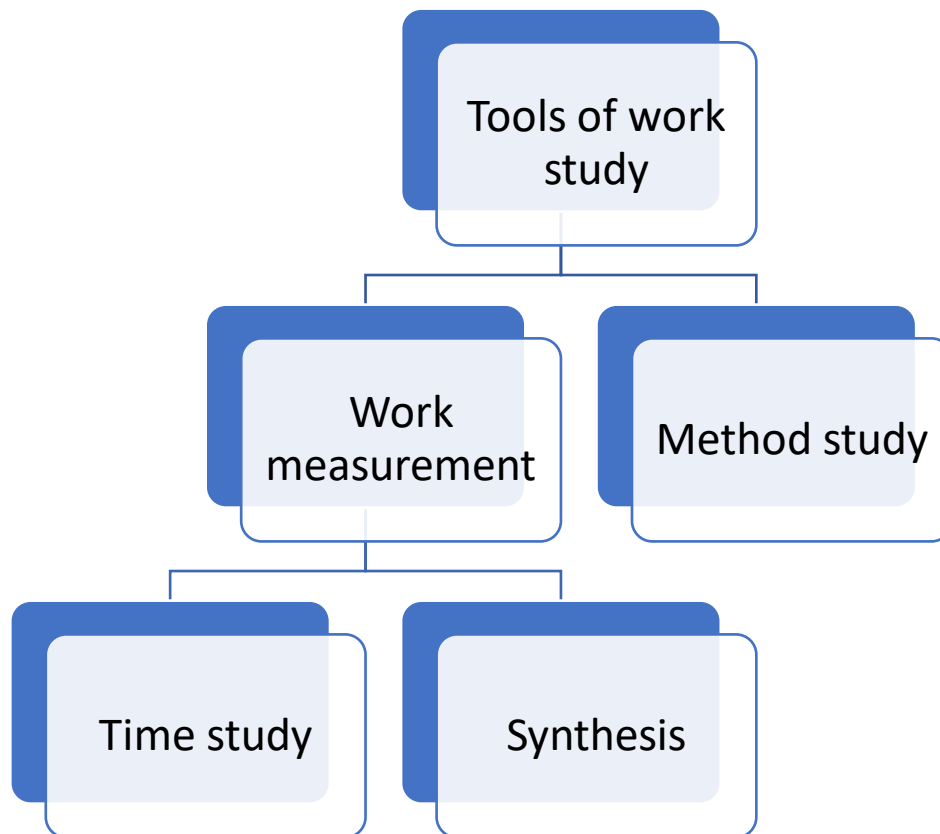 Tools of work
study
Work
measurement
Method study
Time study
Synthesis